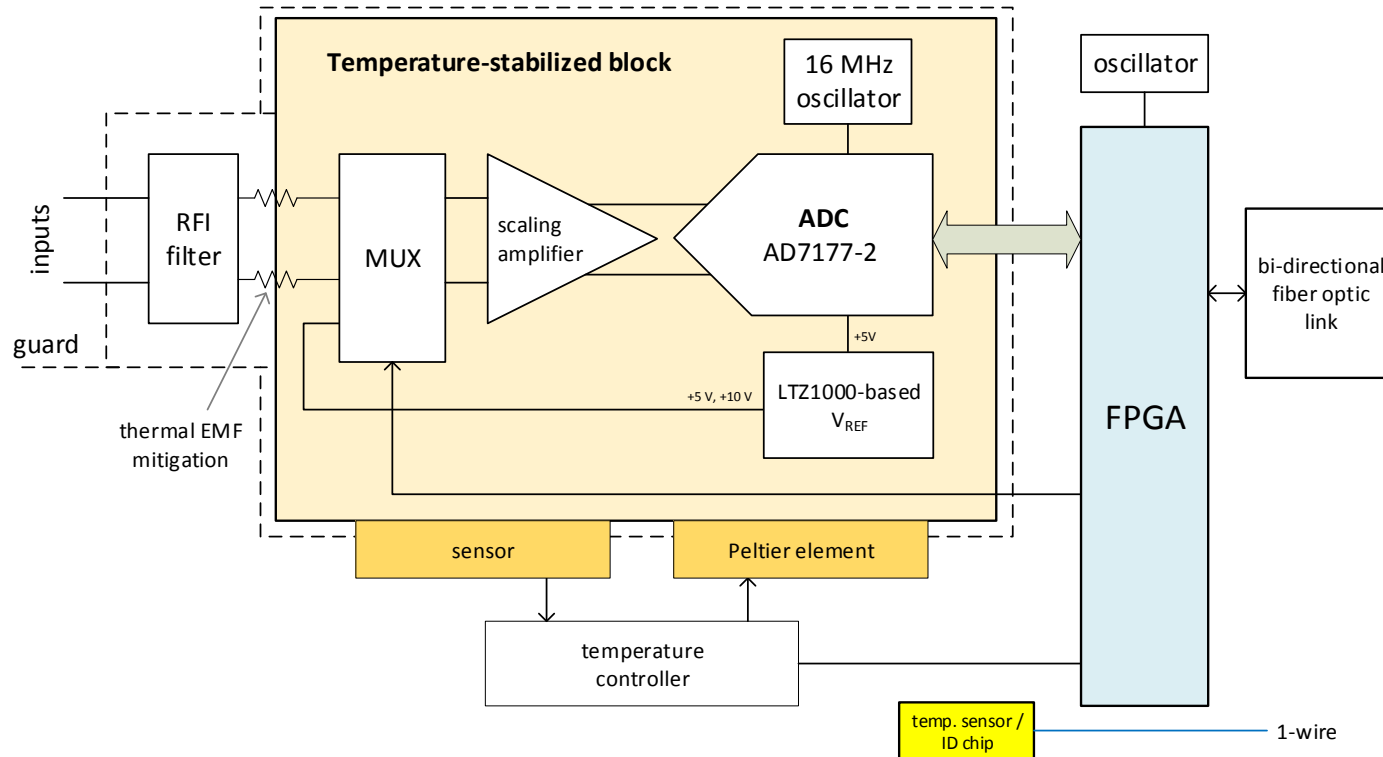 Temperature-stabilized block
16 MHz
oscillator
oscillator
inputs
RFI
filter
MUX
scaling
amplifier
ADC
AD7177-2
bi-directional
fiber optic
link
guard
+5V
+5 V, +10 V
LTZ1000-based
VREF
FPGA
thermal EMF
mitigation
sensor
Peltier element
temperature
controller
temp. sensor /
ID chip
1-wire